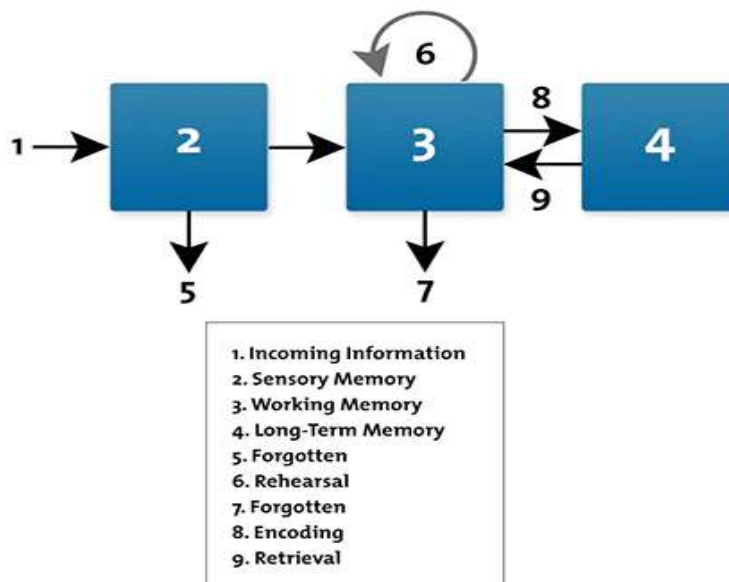 6
8
1
2
3
4
9
5
7
1. Incoming Information
2. Sensory Memory
3. Working Memory
4. Long-Term Memory
5. Forgotten
6. Rehearsal
7. Forgotten
8. Encoding
9. Retrieval